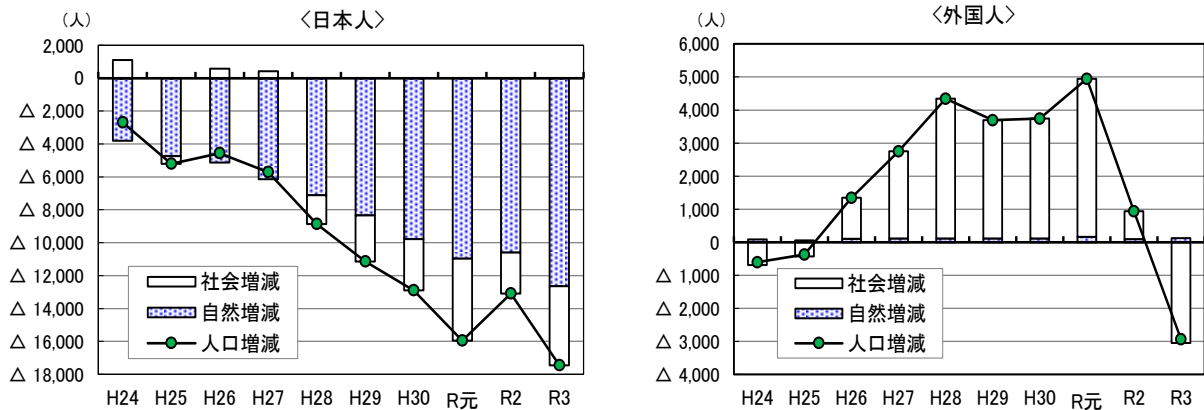 〈日本人〉
(人)
2,000
0
△ 2,000
△ 4,000
△ 6,000
△ 8,000
△ 10,000
△ 12,000
△ 14,000
△ 16,000
△ 18,000
社会増減
自然増減
人口増減
H24 H25 H26 H27 H28 H29 H30 R元 R2 R3
〈外国人〉
(人)
6,000
5,000
4,000
3,000
2,000
1,000
0
△ 1,000
△ 2,000
△ 3,000
△ 4,000
社会増減
自然増減
人口増減
H24 H25 H26 H27 H28 H29 H30 R元 R2 R3